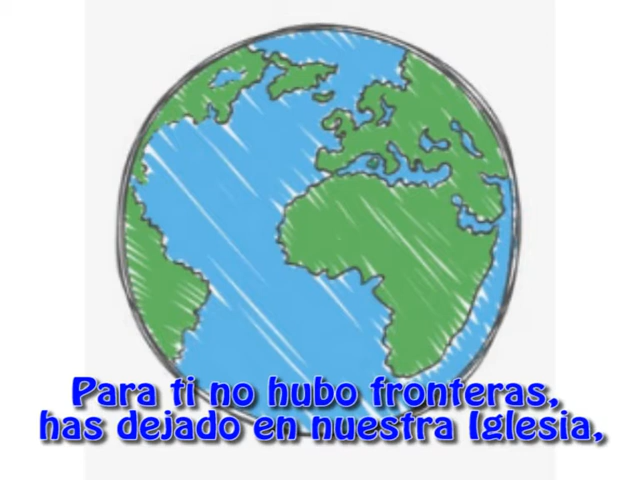 Para ti no hubo fronteras,
has dejado en nuestra Iglesia,